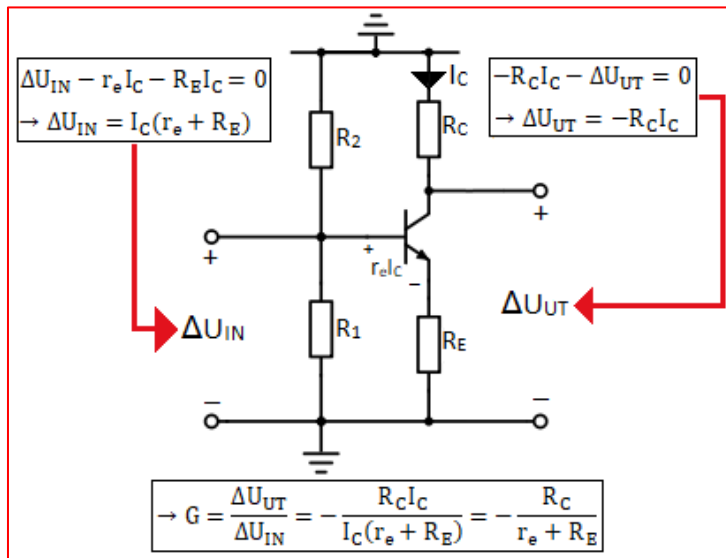 ΔU_IN − r_e I_C − R_E I_C = 0
→ ΔU_IN = I_C(r_e + R_E)
I_C
−R_C I_C − ΔU_UT = 0
→ ΔU_UT = −R_C I_C
R_2
R_C
+
+
+
r_e I_C
−
ΔU_IN
R_1
R_E
ΔU_UT
−
−
→ G = ΔU_UT / ΔU_IN = − R_C I_C / I_C(r_e + R_E) = − R_C / r_e + R_E